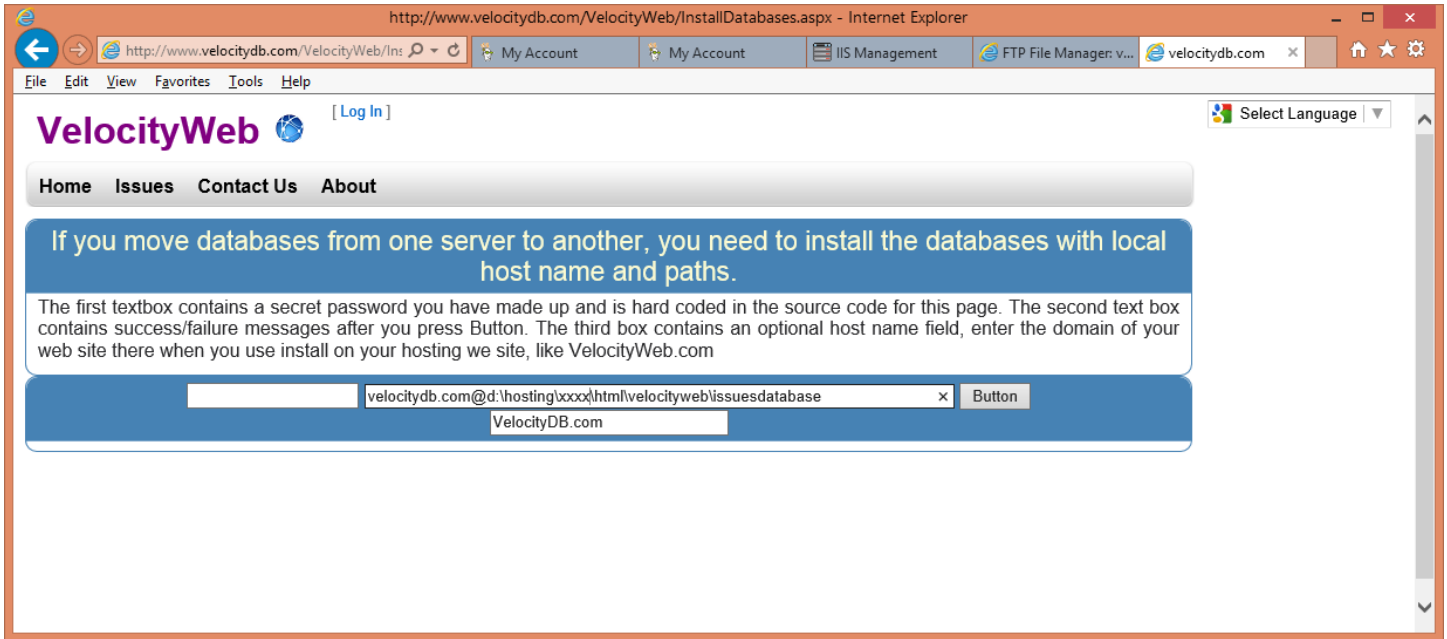 http://www.velocitydb.com/VelocityWeb/InstallDatabases.aspx - Internet Explorer
http://www.velocitydb.com/VelocityWeb/Ins
My Account
My Account
IIS Management
FTP File Manager: v...
velocitydb.com
File Edit View Favorites Tools Help
VelocityWeb
[ Log In ]
Select Language
Home Issues Contact Us About
If you move databases from one server to another, you need to install the databases with local
host name and paths.
The first textbox contains a secret password you have made up and is hard coded in the source code for this page. The second text box
contains success/failure messages after you press Button. The third box contains an optional host name field, enter the domain of your
web site there when you use install on your hosting we site, like VelocityWeb.com
velocitydb.com@d:\hosting\xxxx\html\velocityweb\issuesdatabase
Button
VelocityDB.com